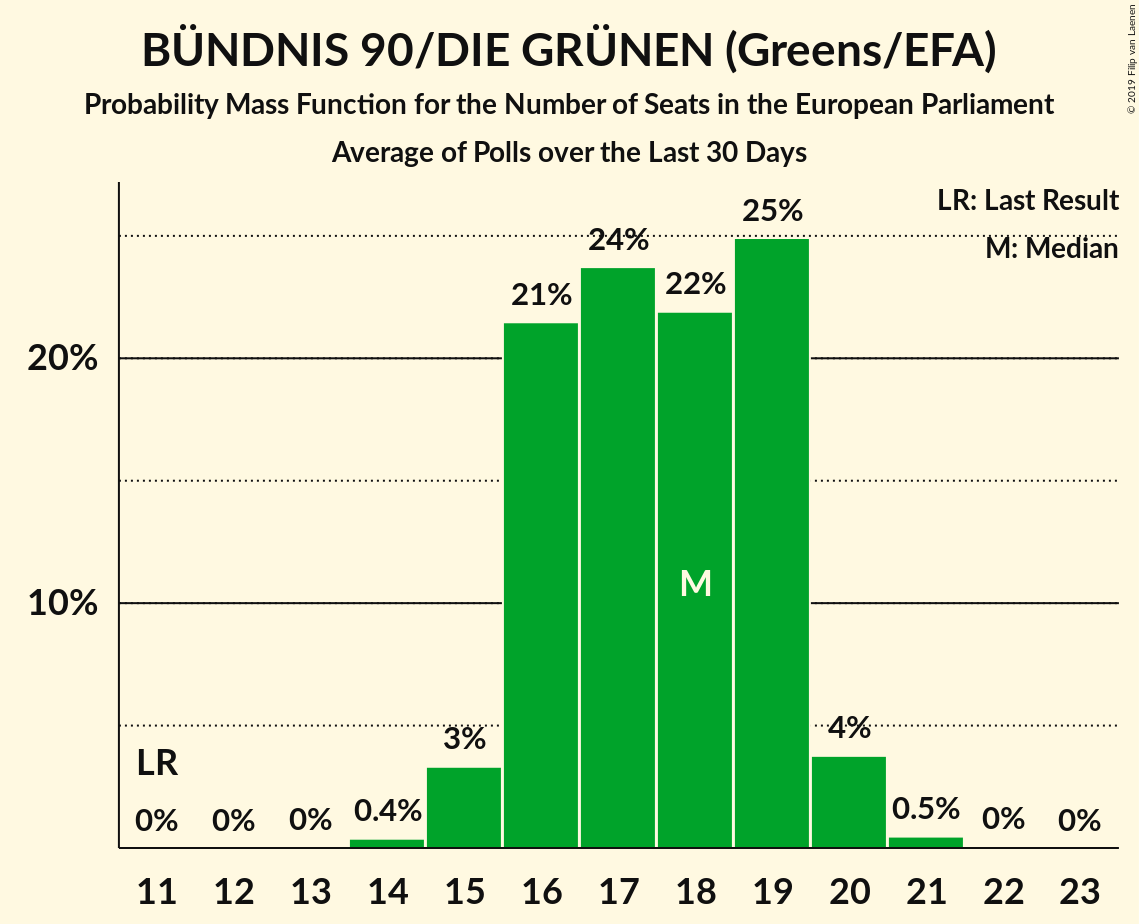 BÜNDNIS 90/DIE GRÜNEN (Greens/EFA)
Probability Mass Function for the Number of Seats in the European Parliament
Average of Polls over the Last 30 Days
© 2019 Filip van Laenen
LR: Last Result
M: Median
25%
24%
22%
21%
20%
M
10%
4%
3%
LR
0% 0% 0% 0.4% 0.5% 0% 0%
11 12 13 14 15 16 17 18 19 20 21 22 23